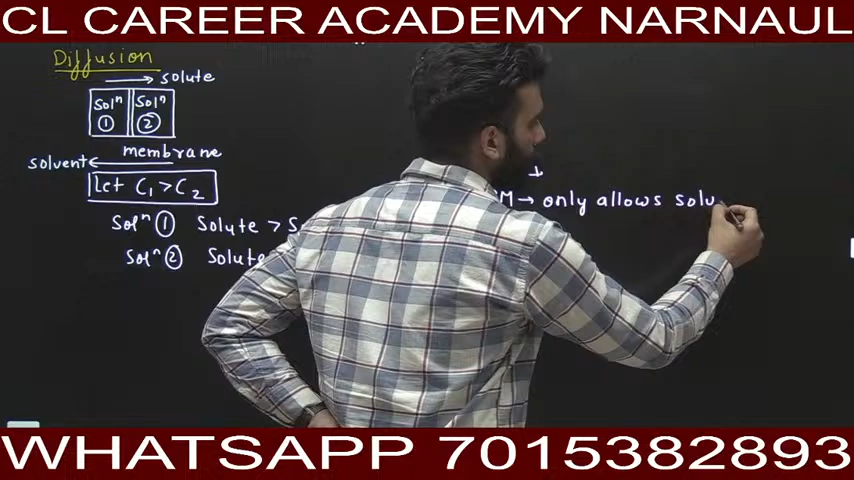 CL CAREER ACADEMY NARNAUL
Diffusion
→ solute
Solⁿ ① Solⁿ ②
membrane
solvent ←
let C₁ > C₂
Solⁿ ① Solute > S
Solⁿ ② Solute
M → only allows solu
WHATSAPP 7015382893